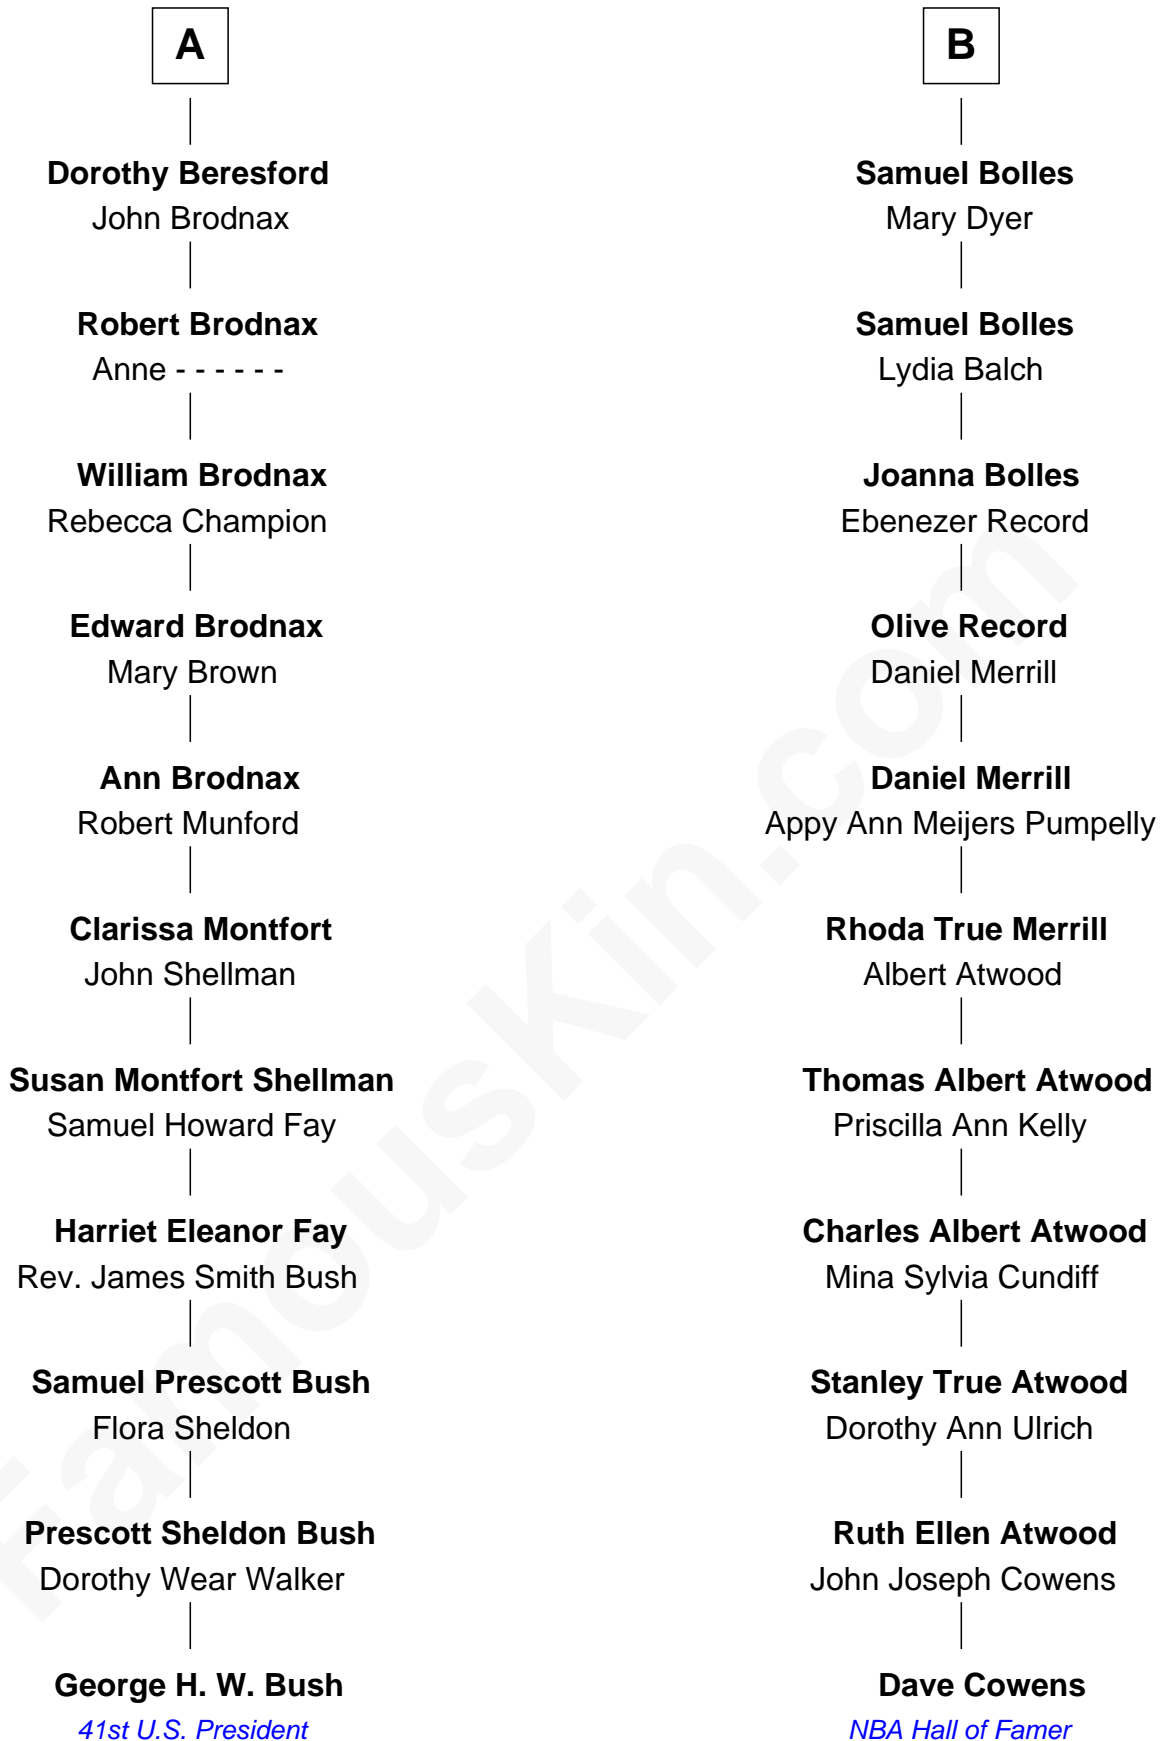 A
Dorothy Beresford
John Brodnax
Robert Brodnax
Anne - - - - - -
William Brodnax
Rebecca Champion
Edward Brodnax
Mary Brown
Ann Brodnax
Robert Munford
Clarissa Montfort
John Shellman
Susan Montfort Shellman
Samuel Howard Fay
Harriet Eleanor Fay
Rev. James Smith Bush
Samuel Prescott Bush
Flora Sheldon
Prescott Sheldon Bush
Dorothy Wear Walker
George H. W. Bush
41st U.S. President
B
Samuel Bolles
Mary Dyer
Samuel Bolles
Lydia Balch
Joanna Bolles
Ebenezer Record
Olive Record
Daniel Merrill
Daniel Merrill
Appy Ann Meijers Pumpelly
Rhoda True Merrill
Albert Atwood
Thomas Albert Atwood
Priscilla Ann Kelly
Charles Albert Atwood
Mina Sylvia Cundiff
Stanley True Atwood
Dorothy Ann Ulrich
Ruth Ellen Atwood
John Joseph Cowens
Dave Cowens
NBA Hall of Famer
FamousKin.com